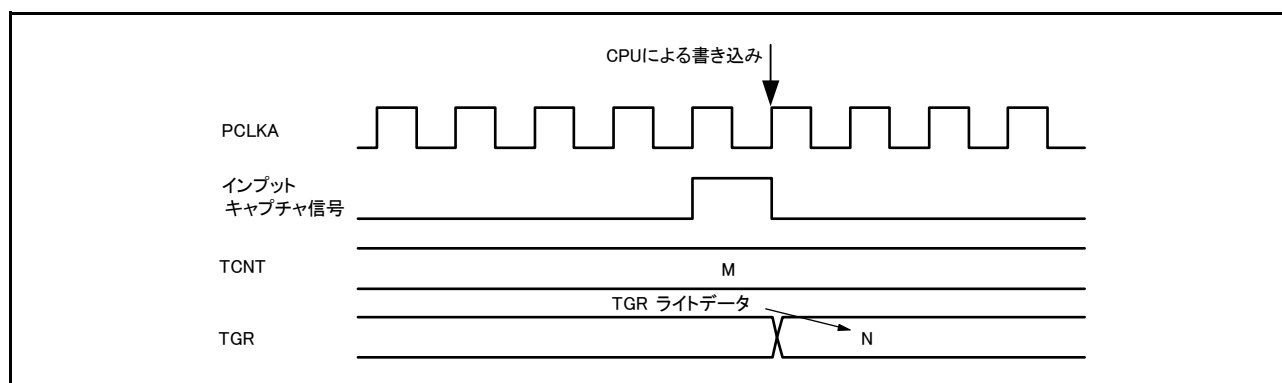 CPUによる書き込み
PCLKA
インプット
キャプチャ信号
TCNT
M
TGR ライトデータ
TGR
N